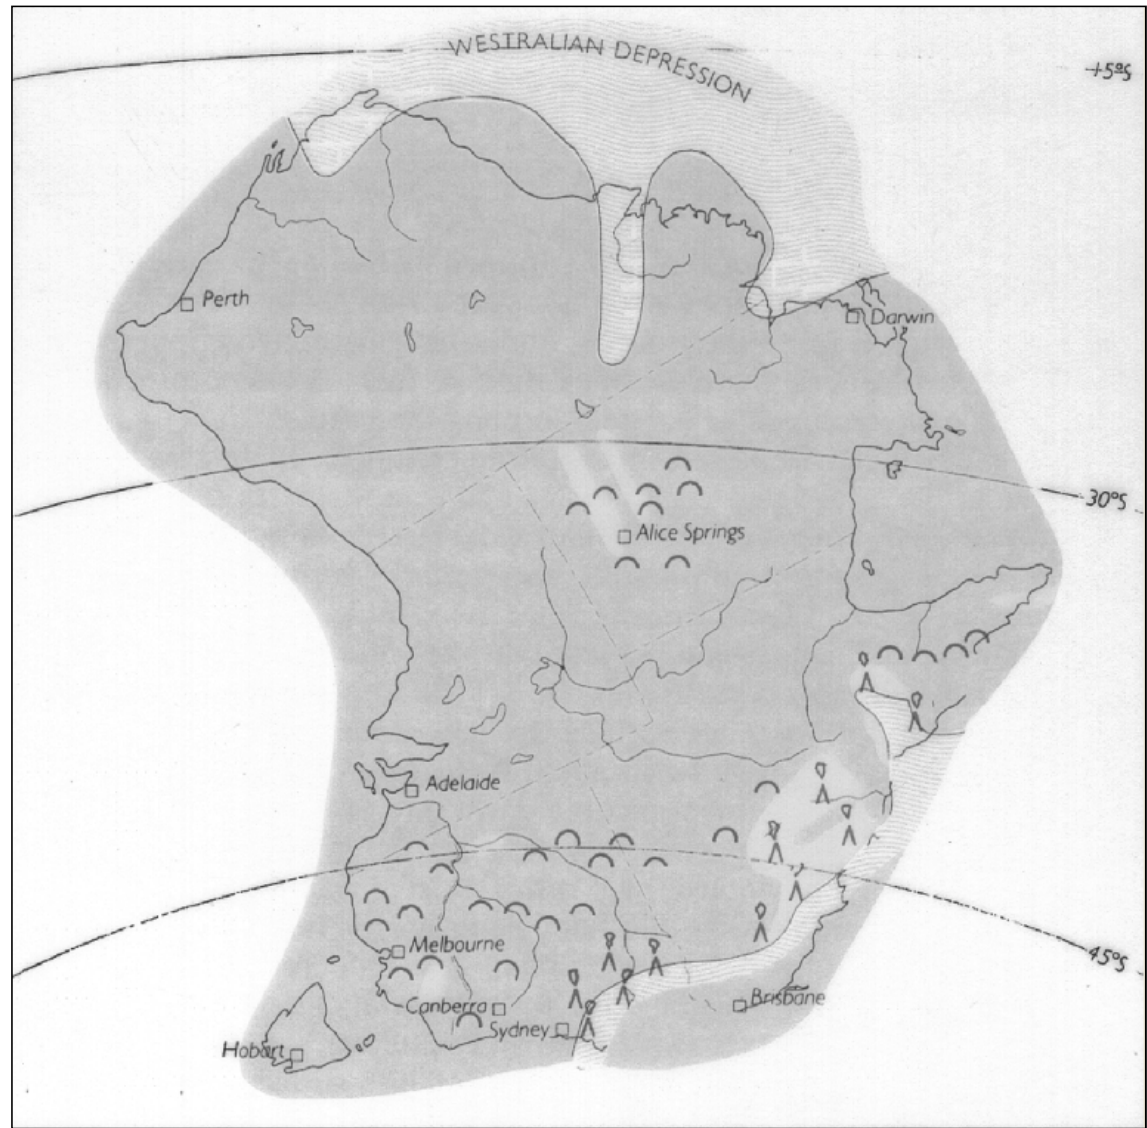 WESTRALIAN DEPRESSION
+5°S
Perth
Darwin
30°S
Alice Springs
Adelaide
Melbourne
45°S
Canberra
Brisbane
Sydney
Hobart